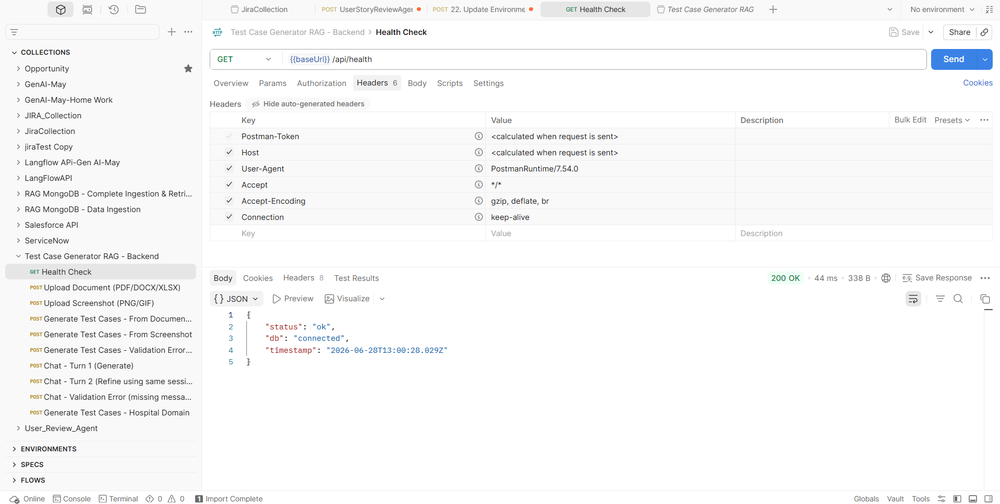 JiraCollection
POST UserStoryReviewAger
POST 22. Update Environme
GET Health Check
Test Case Generator RAG
No environment
HTTP Test Case Generator RAG - Backend > Health Check
Save
Share
COLLECTIONS
Opportunity
GenAI-May
GenAI-May-Home Work
JIRA_Collection
JiraCollection
jiraTest Copy
Langflow APi-Gen AI-May
LangFlowAPI
RAG MongoDB - Complete Ingestion & Retri...
RAG MongoDB - Data Ingestion
Salesforce API
ServiceNow
Test Case Generator RAG - Backend
GET Health Check
POST Upload Document (PDF/DOCX/XLSX)
POST Upload Screenshot (PNG/GIF)
POST Generate Test Cases - From Documen...
POST Generate Test Cases - From Screenshot
POST Generate Test Cases - Validation Error...
POST Chat - Turn 1 (Generate)
POST Chat - Turn 2 (Refine using same sessi...
POST Chat - Validation Error (missing messa...
POST Generate Test Cases - Hospital Domain
User_Review_Agent
ENVIRONMENTS
SPECS
FLOWS
GET {{baseUrl}} /api/health
Send
Overview Params Authorization Headers 6 Body Scripts Settings
Cookies
Headers Hide auto-generated headers
Key Value Description Bulk Edit Presets
Postman-Token <calculated when request is sent>
Host <calculated when request is sent>
User-Agent PostmanRuntime/7.54.0
Accept */*
Accept-Encoding gzip, deflate, br
Connection keep-alive
Key Value Description
Body Cookies Headers 8 Test Results
200 OK • 44 ms • 338 B • e.g. Save Response
{} JSON Preview Visualize
1 {
2 "status": "ok",
3 "db": "connected",
4 "timestamp": "2026-06-28T13:00:28.029Z"
5 }
Online Console Terminal 0 0 1 Import Complete
Globals Vault Tools